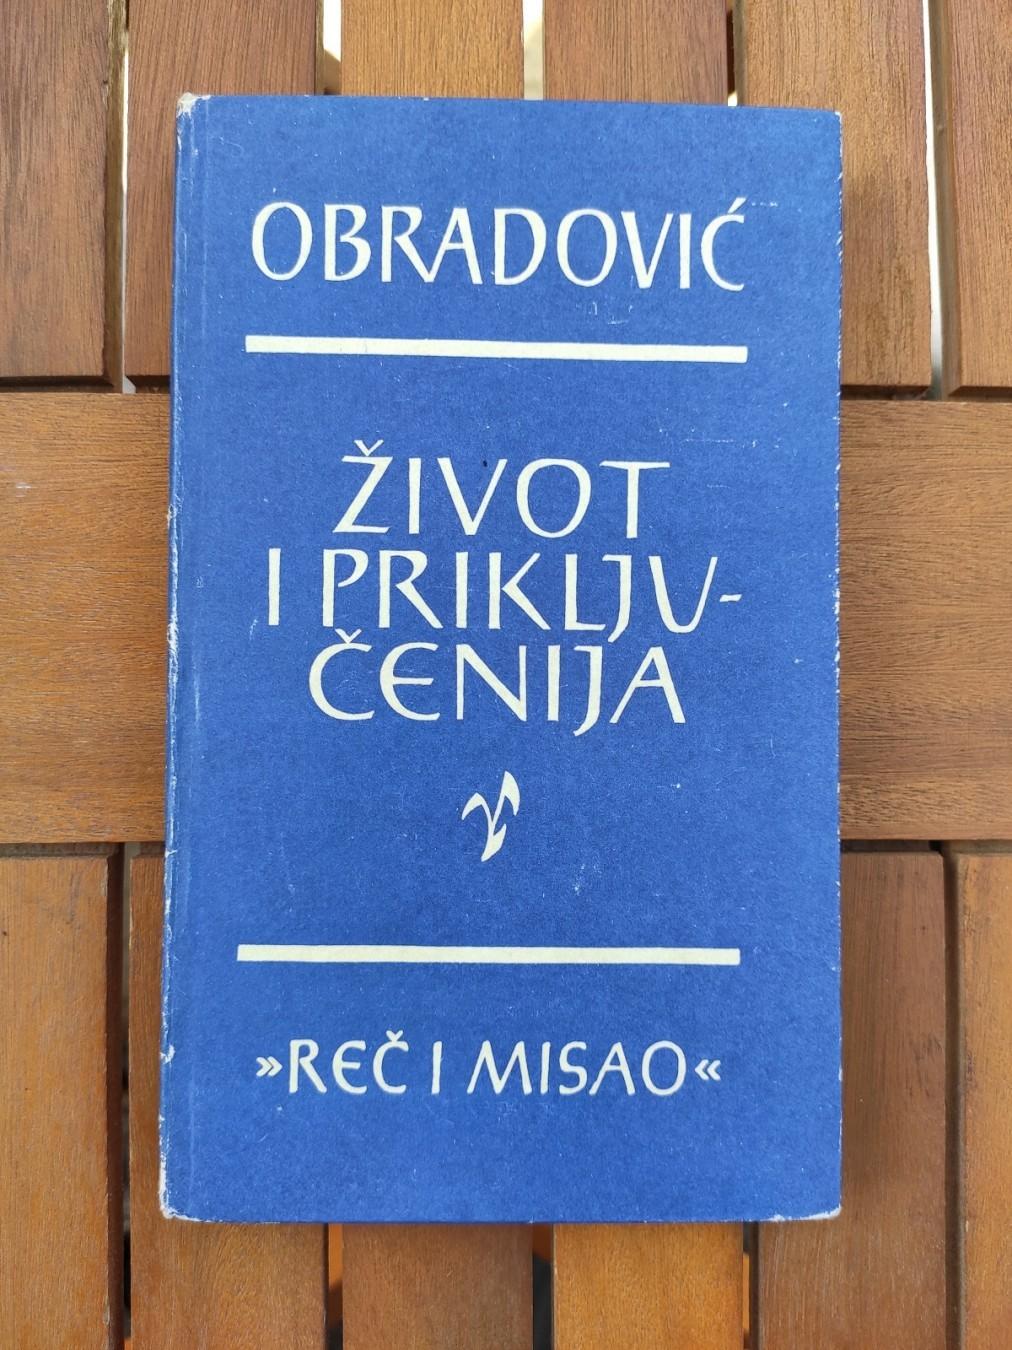 OBRADOVIĆ
ŽIVOT
I PRIKLJU-
ČENIJA
»REČ I MISAO«